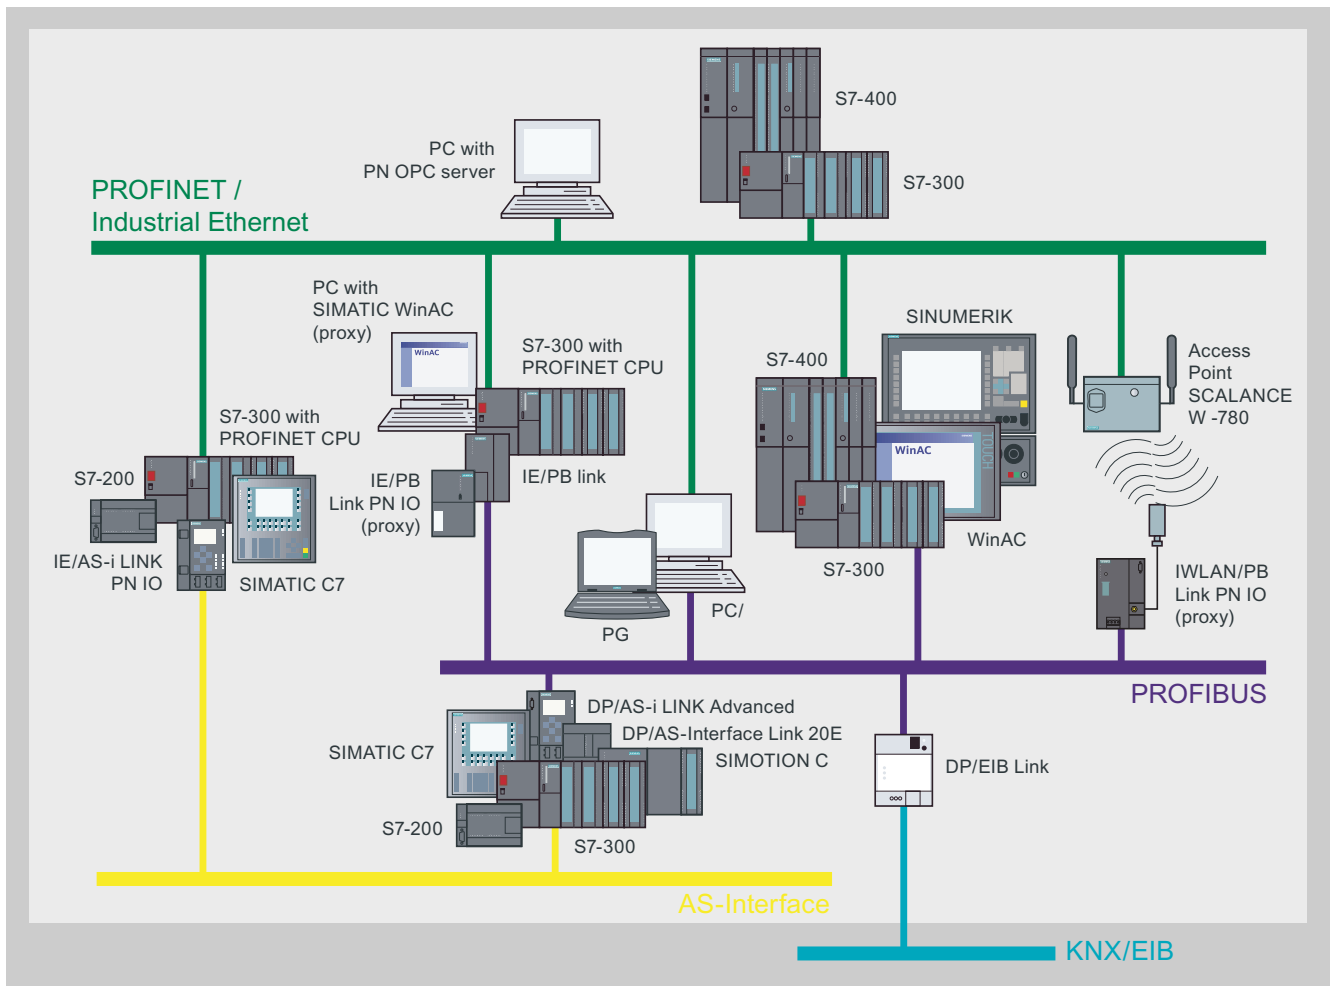 S7-400
PC with
PN OPC server
S7-300
PROFINET /
Industrial Ethernet
PC with
SIMATIC WinAC
(proxy)
WinAC
S7-300 with
PROFINET CPU
SINUMERIK
S7-400
Access
Point
SCALANCE
W -780
S7-300 with
PROFINET CPU
S7-200
IE/PB
Link PN IO
(proxy)
IE/PB link
WinAC
TOUCH
WinAC
IE/AS-i LINK
PN IO
SIMATIC C7
S7-300
IWLAN/PB
Link PN IO
(proxy)
PC/
PG
PROFIBUS
DP/AS-i LINK Advanced
DP/AS-Interface Link 20E
SIMATIC C7
SIMOTION C
DP/EIB Link
S7-200
S7-300
AS-Interface
KNX/EIB